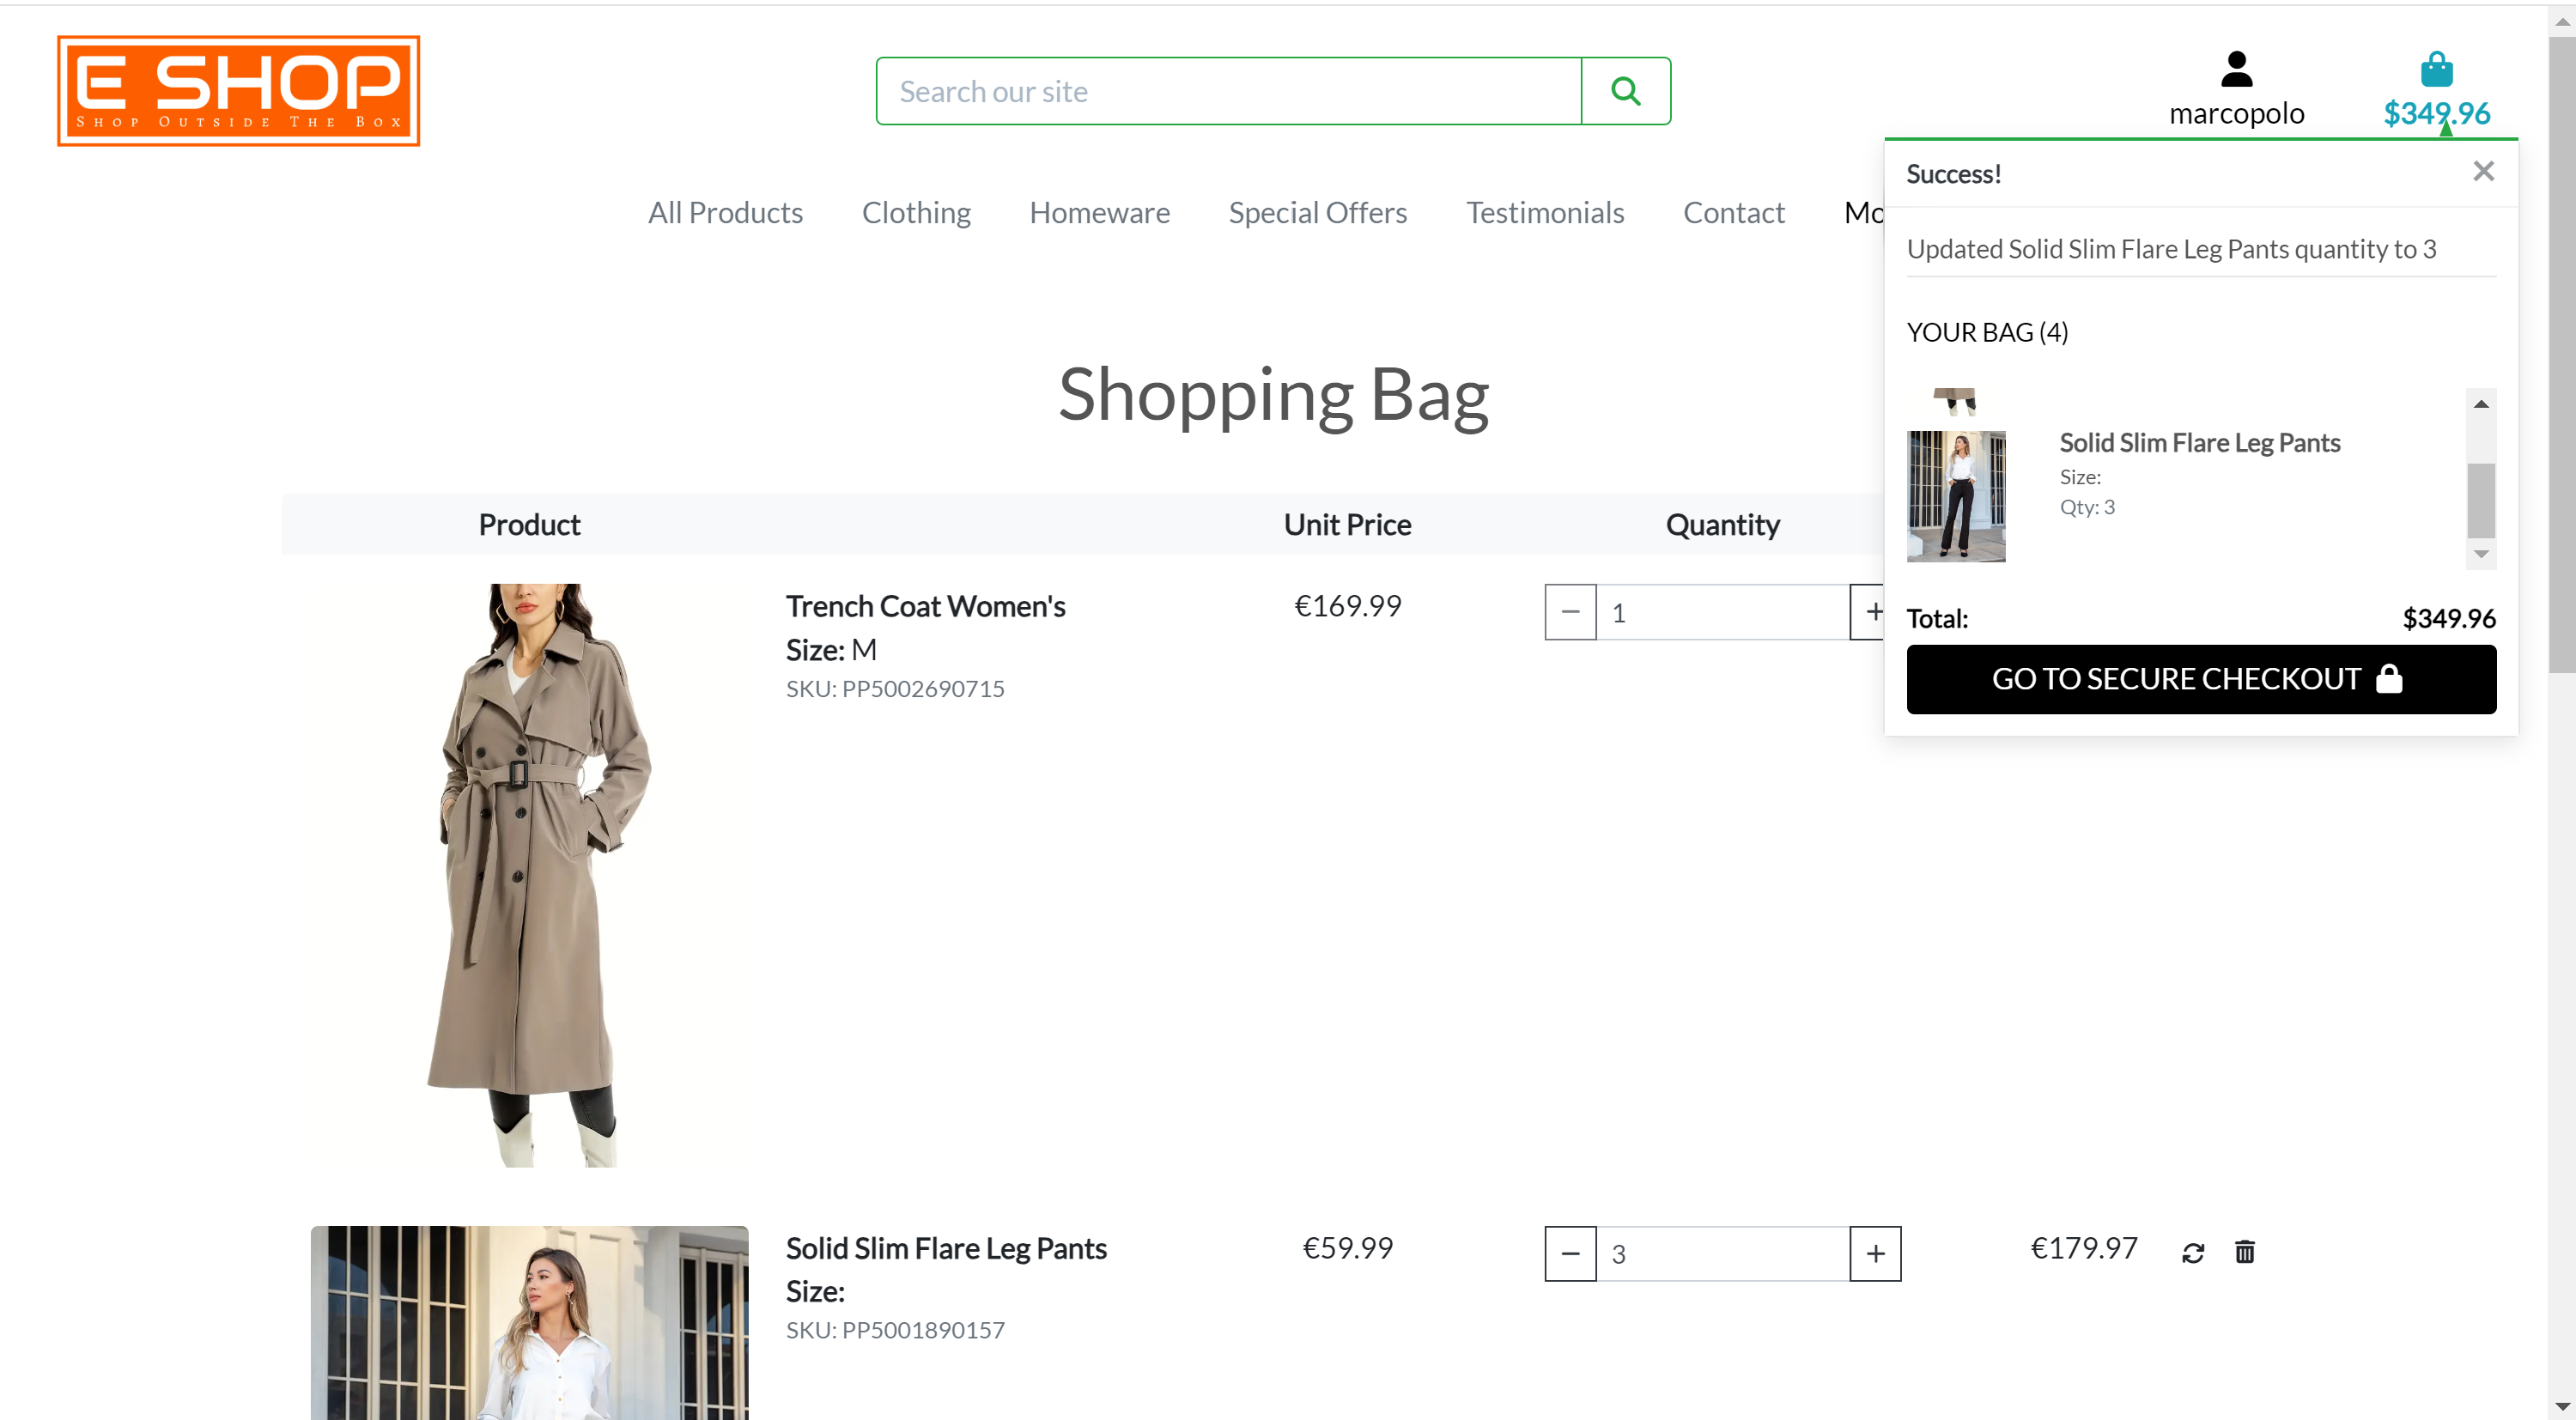 E SHOP
Shop Outside The Box
Search our site
marcopolo
$349.96
All Products Clothing Homeware Special Offers Testimonials Contact
Success!
Updated Solid Slim Flare Leg Pants quantity to 3
YOUR BAG (4)
Solid Slim Flare Leg Pants
Size:
Qty: 3
Total: $349.96
GO TO SECURE CHECKOUT
Shopping Bag
Product Unit Price Quantity
Trench Coat Women's €169.99 1
Size: M
SKU: PP5002690715
Solid Slim Flare Leg Pants €59.99 3 €179.97
Size:
SKU: PP5001890157